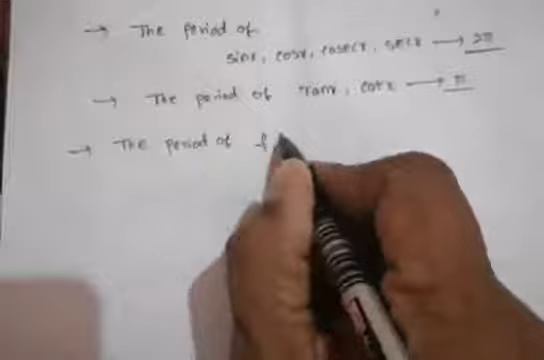 → The period of
sinx, cosx, cosecx, secx → 2π
→ The period of Tanx, cotx → π
→ The period of f